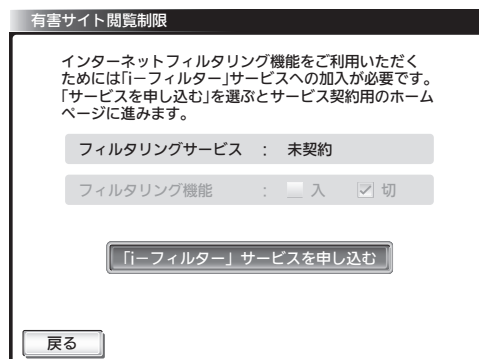 有害サイト閲覧制限
インターネットフィルタリング機能をご利用いただく
ためには「iーフィルター」サービスへの加入が必要です。
「サービスを申し込む」を選ぶとサービス契約用のホーム
ページに進みます。
フィルタリングサービス : 未契約
フィルタリング機能 : 入 切
「iーフィルター」サービスを申し込む
戻る